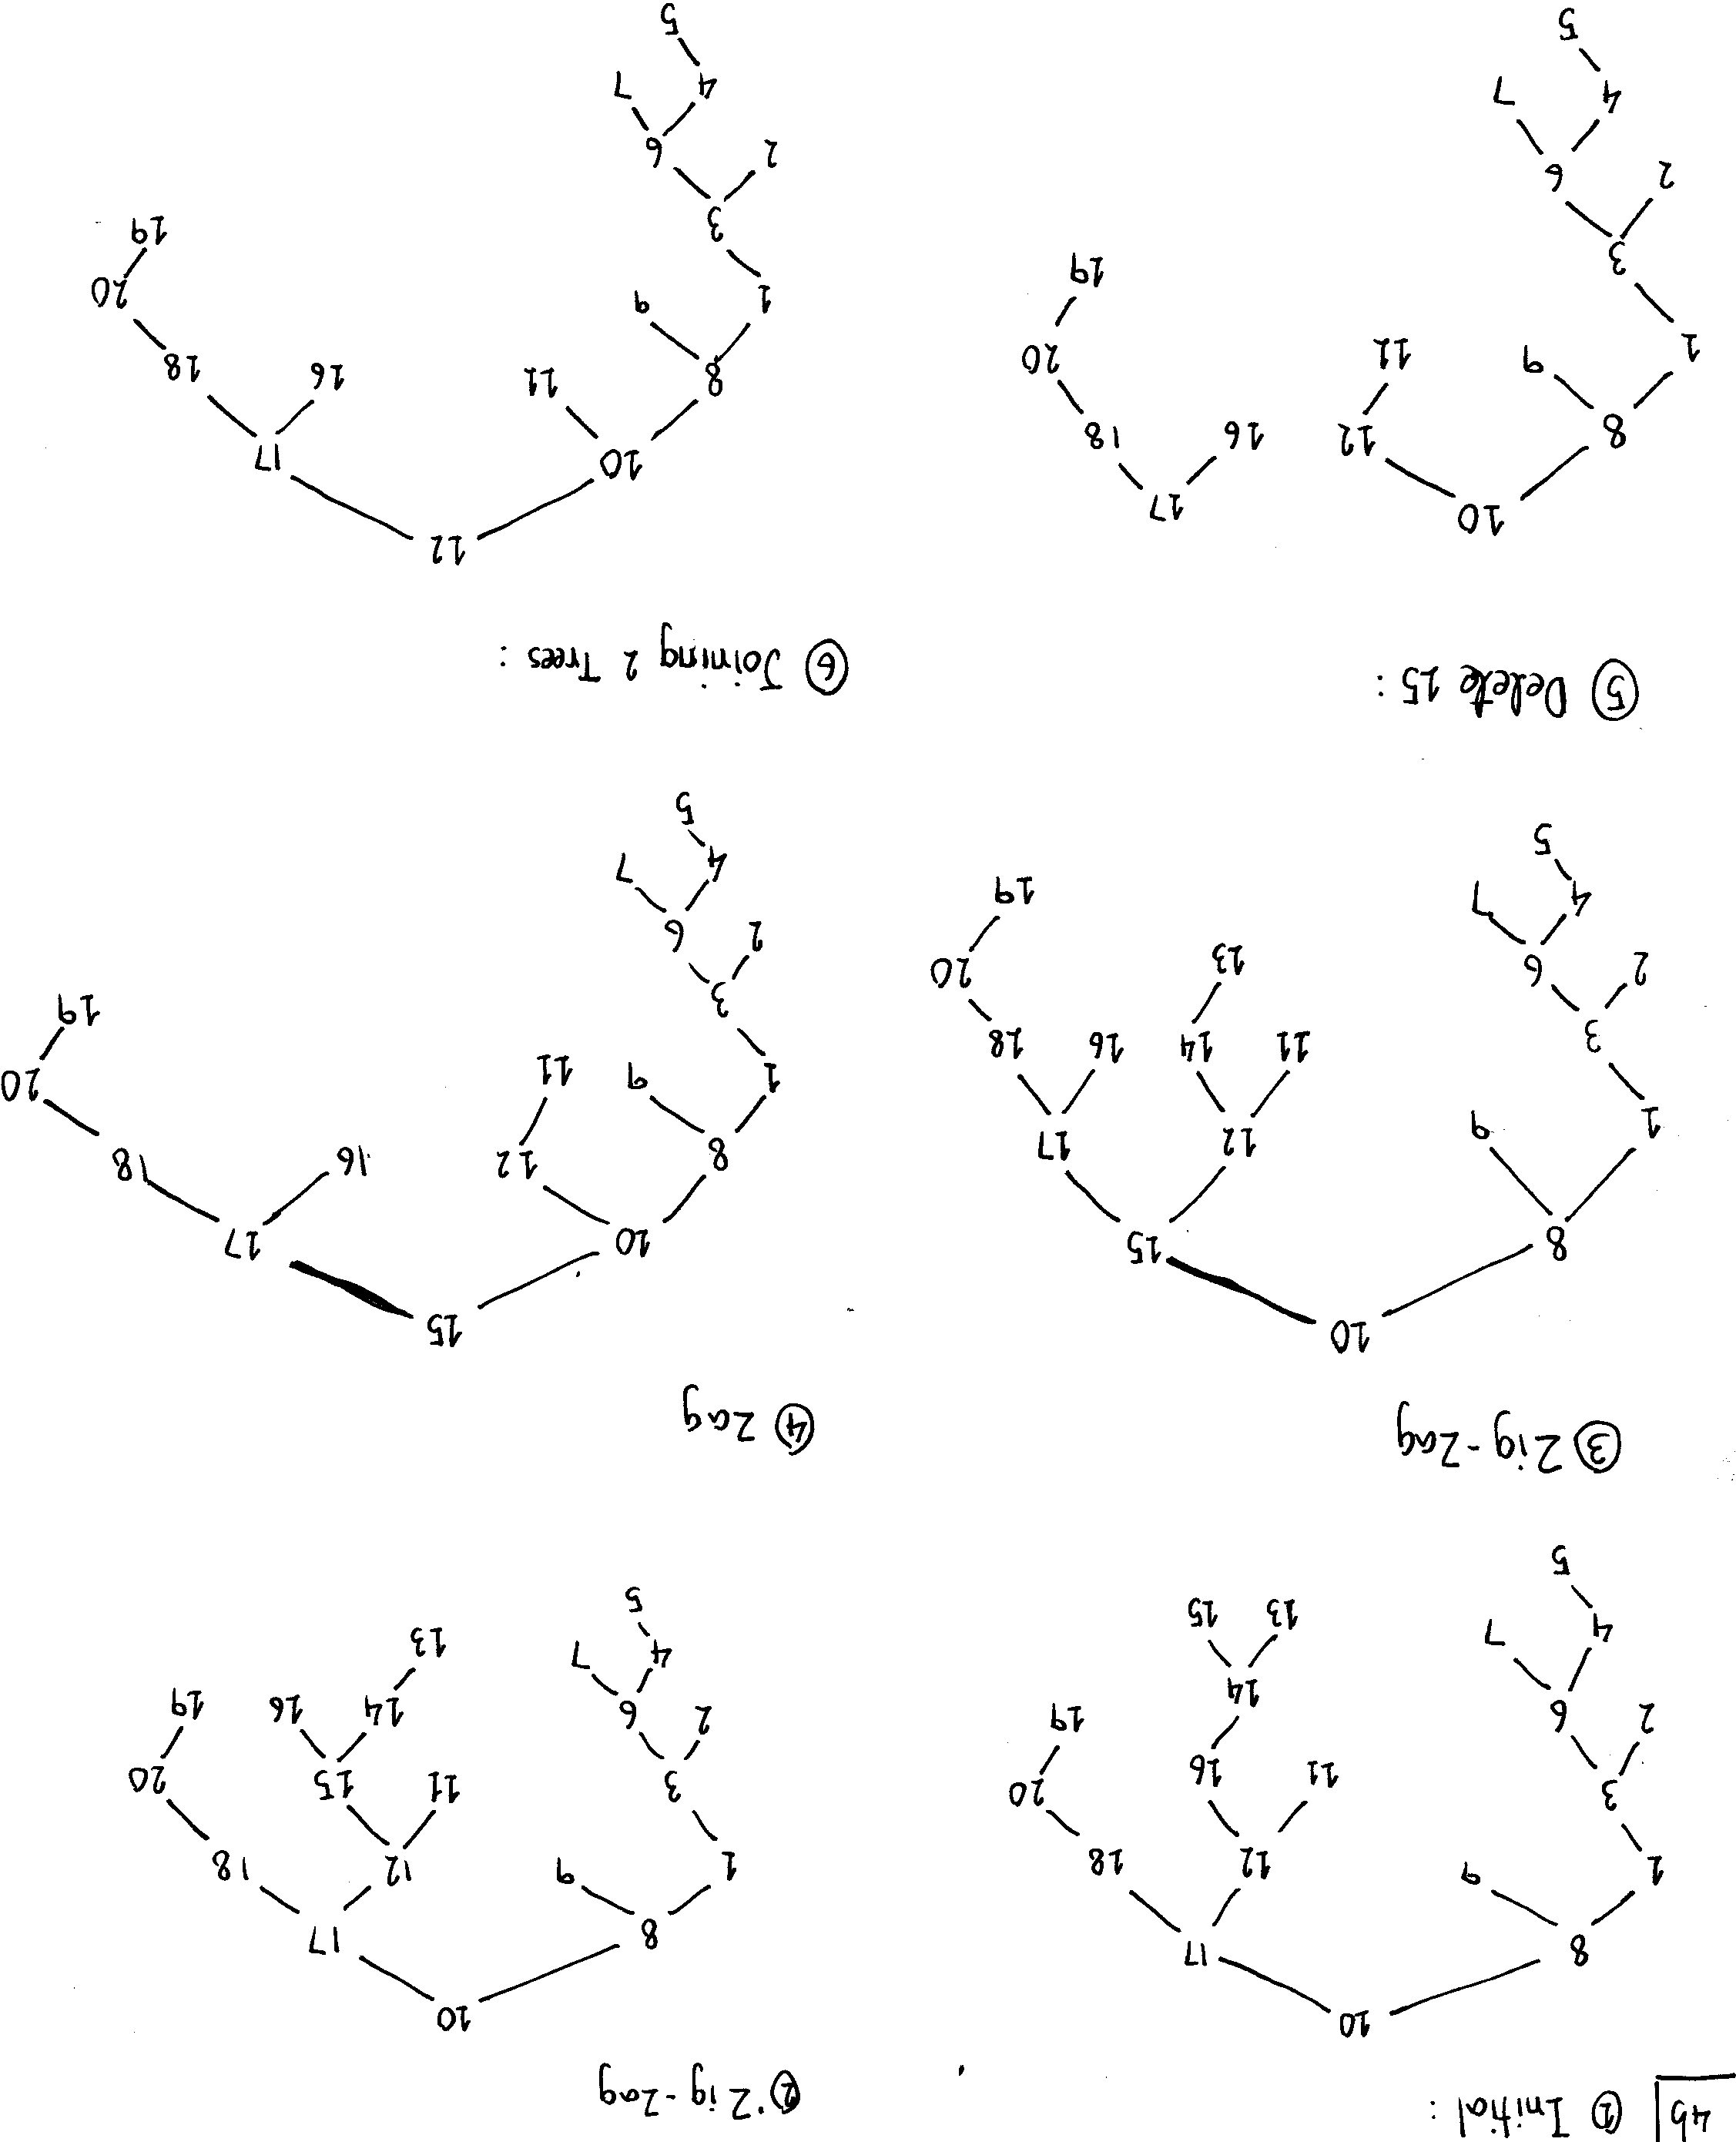 4b ① Initial :
10
8 17
1 9 12 18
3 11 16 20
2 6 14 19
4 7 13 15
5
② Zig-Zag
10
8 17
1 9 12 18
3 11 15 20
2 6 14 16 19
4 7 13
5
③ Zig-Zag
10
8 15
1 9 12 17
3 11 14 16 18
2 6 13 20
4 7 19
5
④ Zag
15
10 17
8 12 16 18
1 9 11 20
3 19
2 6
4 7
5
⑤ Delete 15 :
10 17
8 12 16 18
1 9 11 20
3 19
2 6
4 7
5
⑥ Joining 2 Trees :
12
10 17
8 11 16 18
1 9 20
3 19
2 6
4 7
5